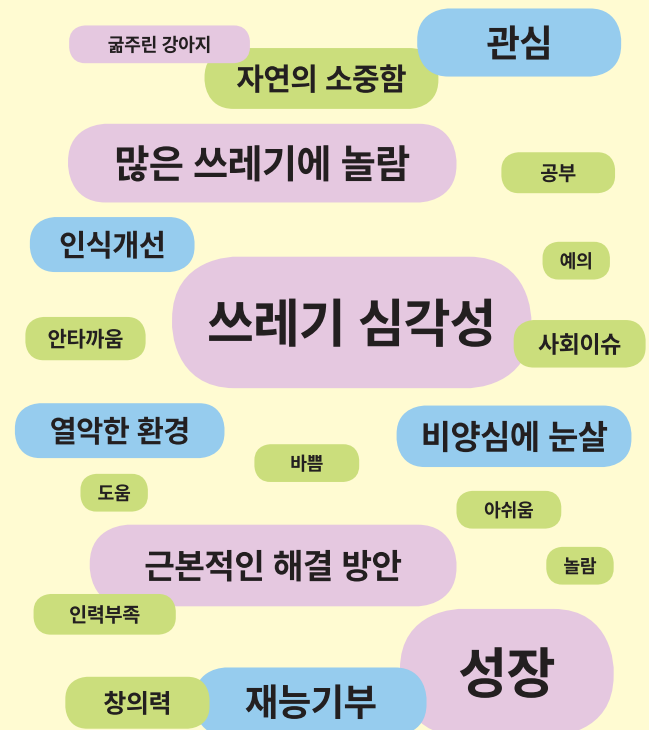 굶주린 강아지
관심
자연의 소중함
많은 쓰레기에 놀람
공부
인식개선
예의
쓰레기 심각성
안타까움
사회이슈
열악한 환경
비양심에 눈살
바쁨
도움
아쉬움
근본적인 해결 방안
놀람
인력부족
성장
창의력
재능기부